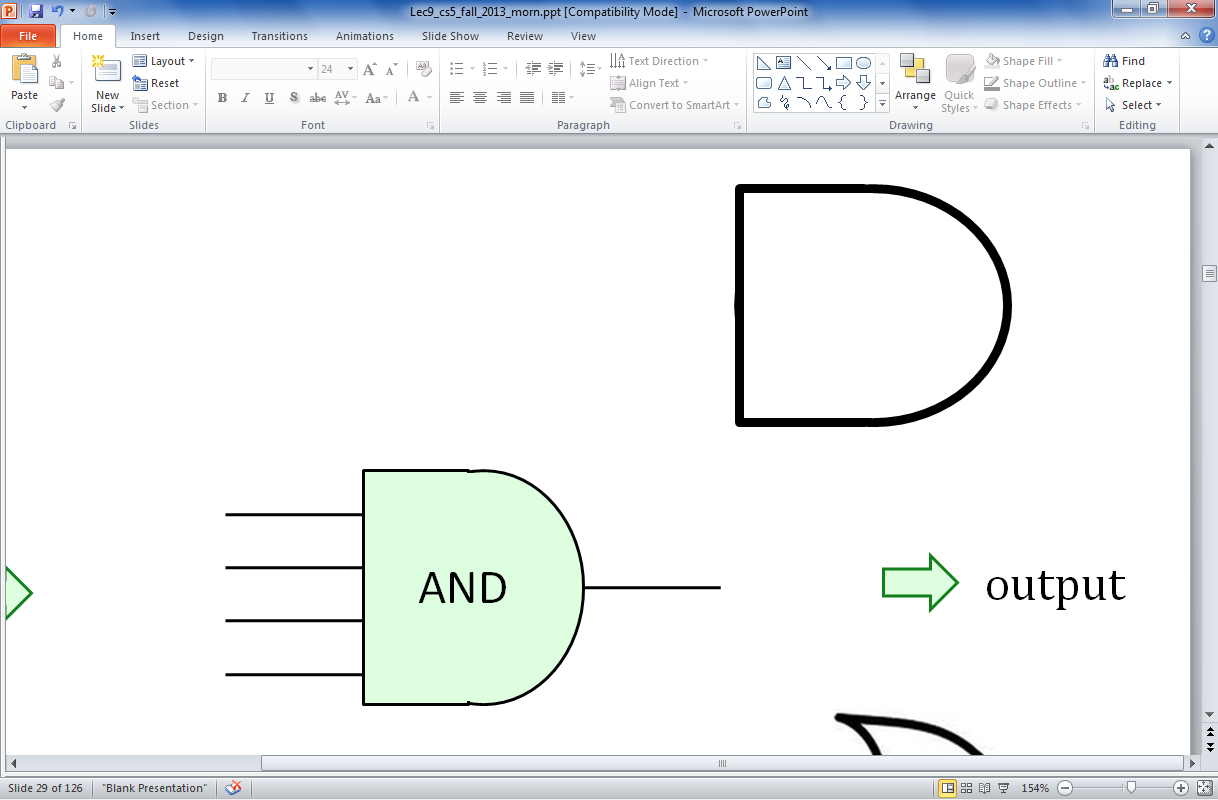 Lec9_cs5_fall_2013_morn.ppt [Compatibility Mode] - Microsoft PowerPoint
File Home Insert Design Transitions Animations Slide Show Review View
Paste
Clipboard
New
Slide
Layout
Reset
Section
Slides
24
B I U S abc AV Aa A
Font
Paragraph
Text Direction
Align Text
Convert to SmartArt
Arrange
Quick
Styles
Shape Fill
Shape Outline
Shape Effects
Drawing
Find
Replace
Select
Editing
AND
output
Slide 29 of 126 "Blank Presentation" 154%